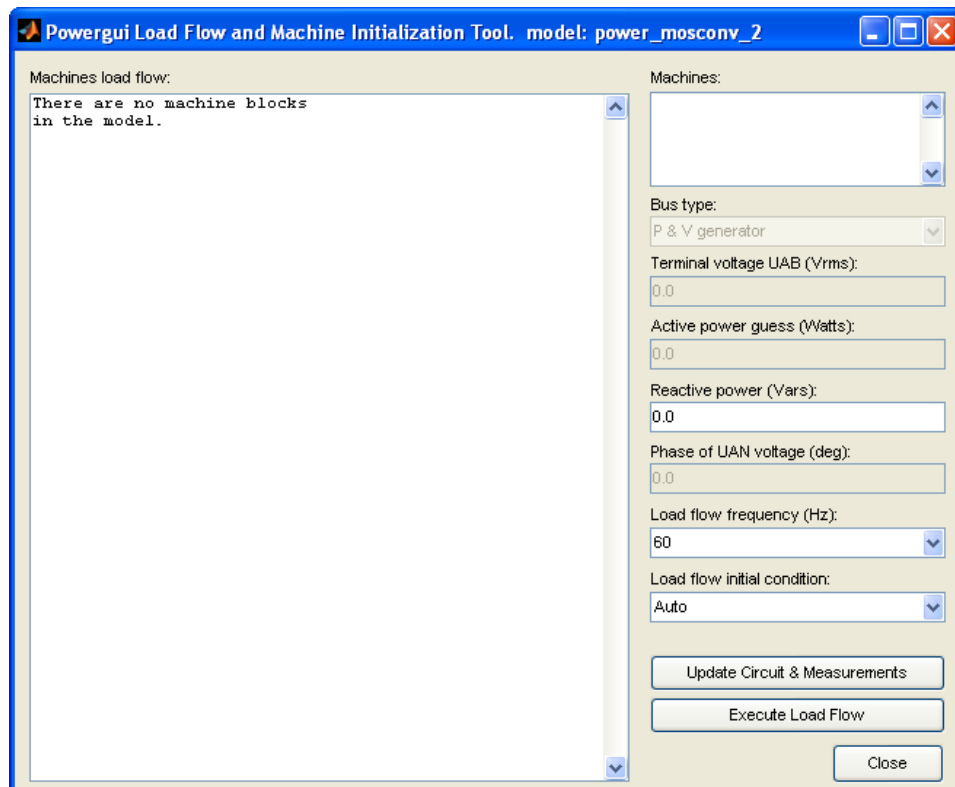 Powergui Load Flow and Machine Initialization Tool. model: power_mosconv_2
Machines load flow:
There are no machine blocks
in the model.
Machines:
Bus type:
P & V generator
Terminal voltage UAB (Vrms):
0.0
Active power guess (Watts):
0.0
Reactive power (Vars):
0.0
Phase of UAN voltage (deg):
0.0
Load flow frequency (Hz):
60
Load flow initial condition:
Auto
Update Circuit & Measurements
Execute Load Flow
Close